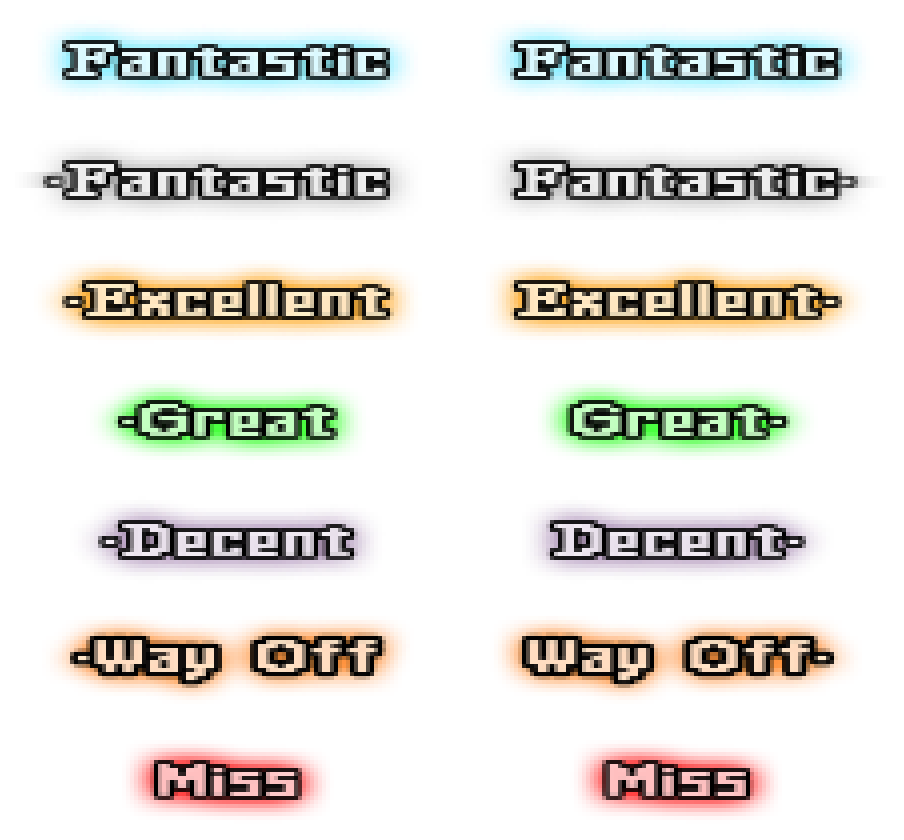 Fantastic Fantastic
-Fantastic Fantastic-
-Excellent Excellent-
-Great Great-
-Decent Decent-
-Way Off Way Off-
Miss Miss